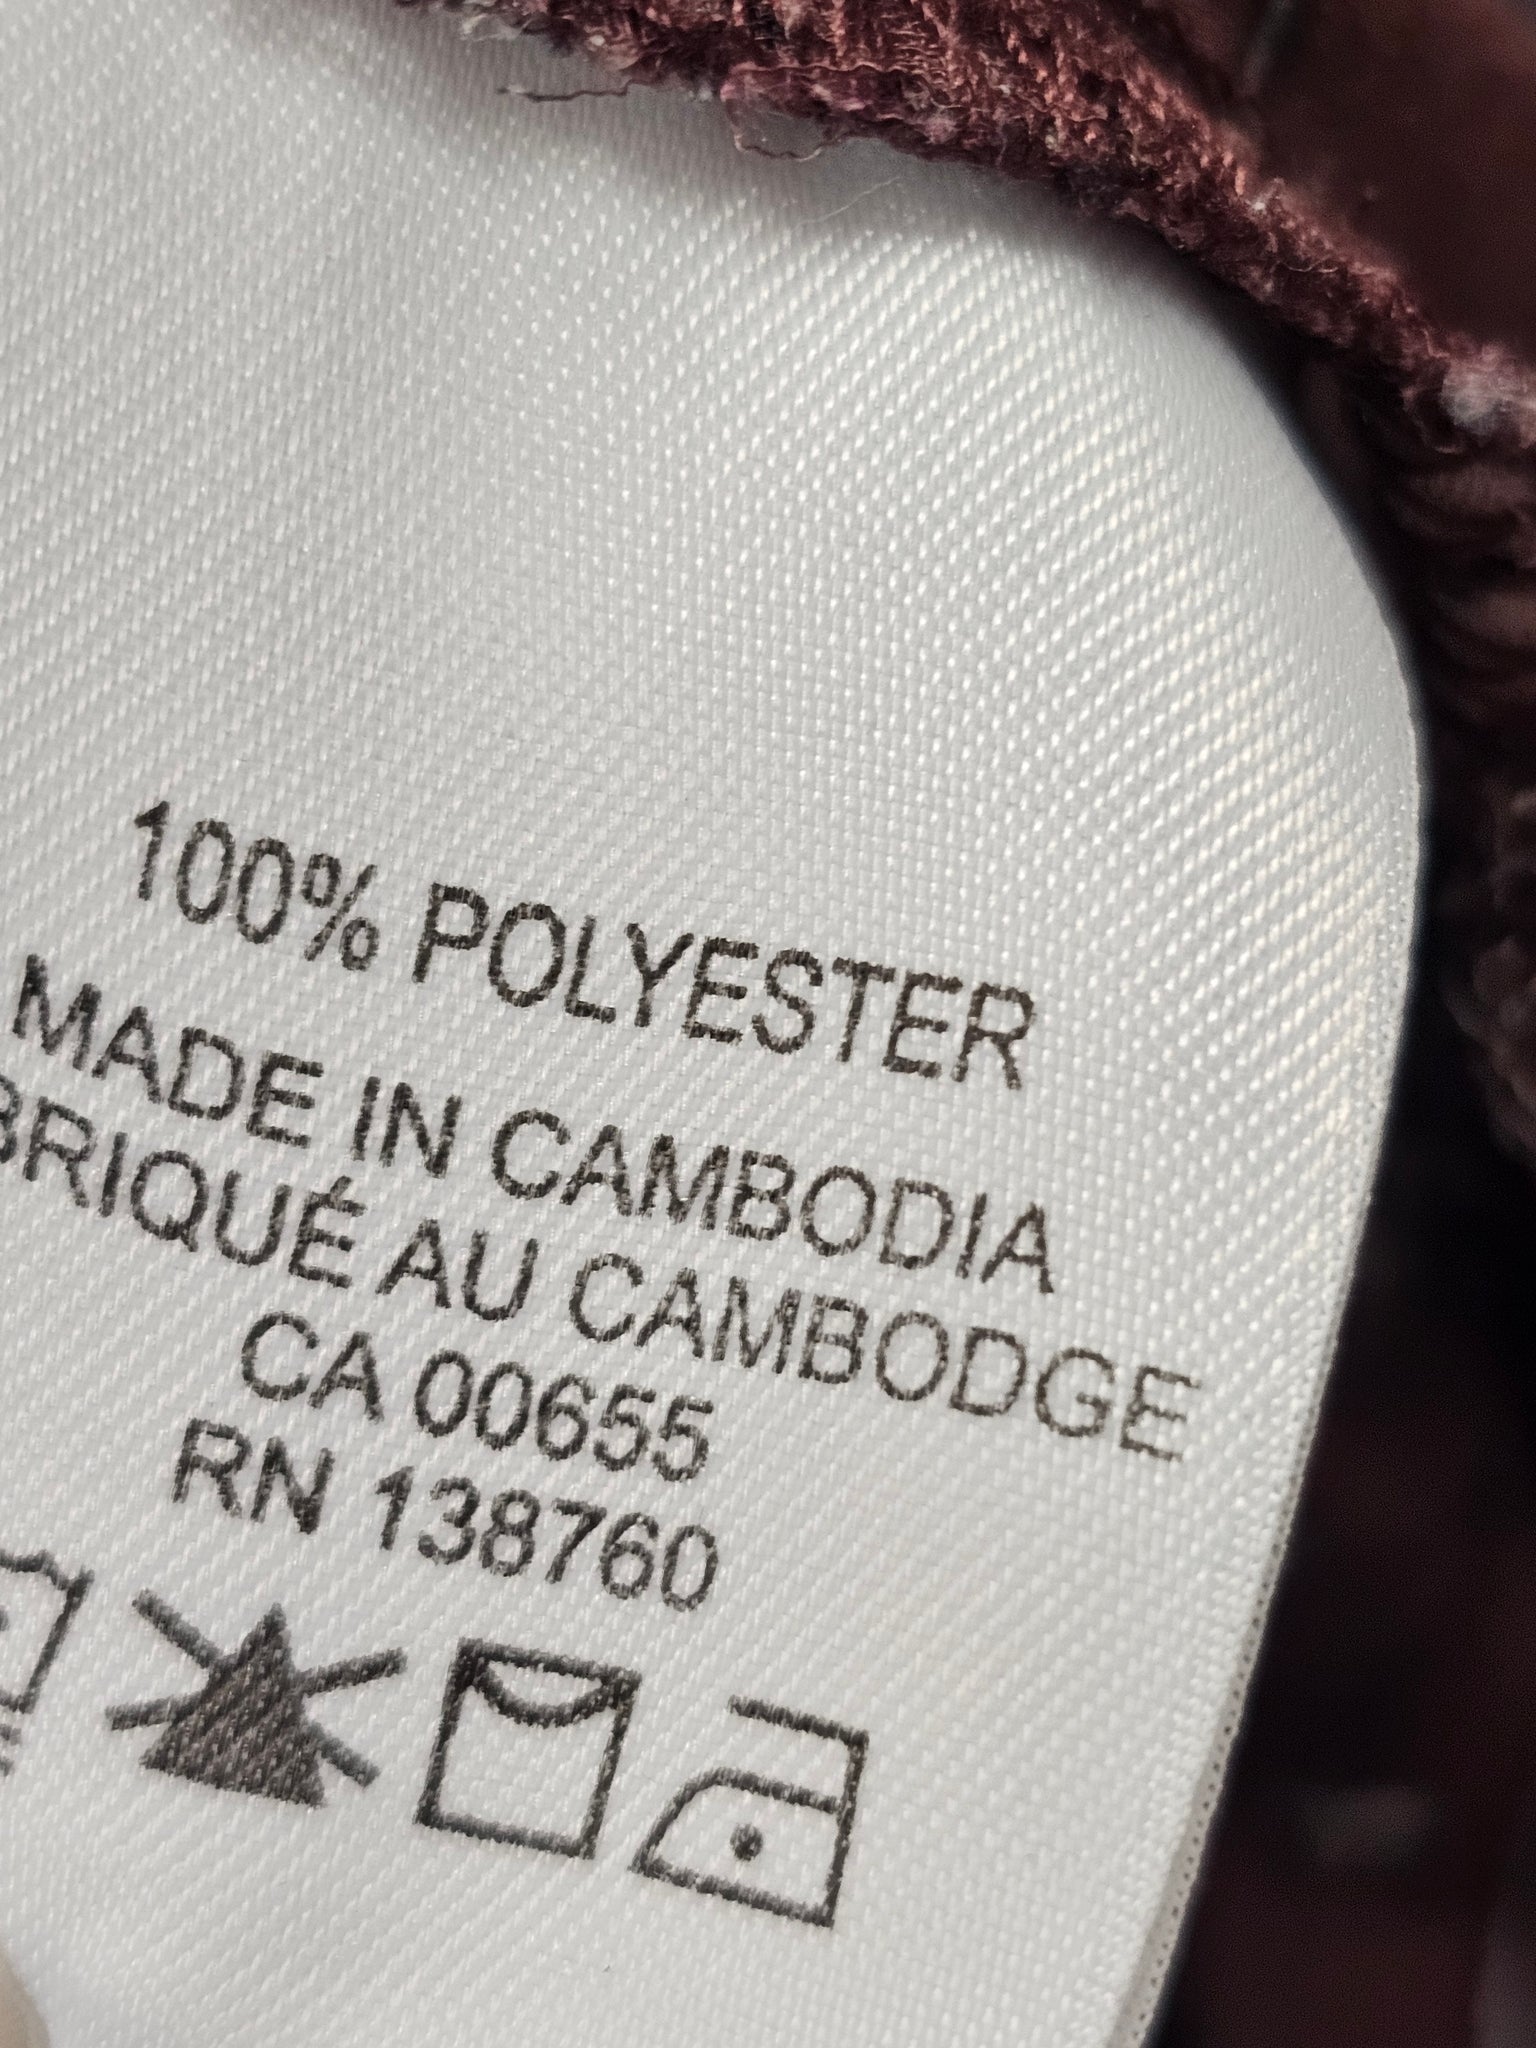 100% POLYESTER
MADE IN CAMBODIA
BRIQUÉ AU CAMBODGE
CA 00655
RN 138760